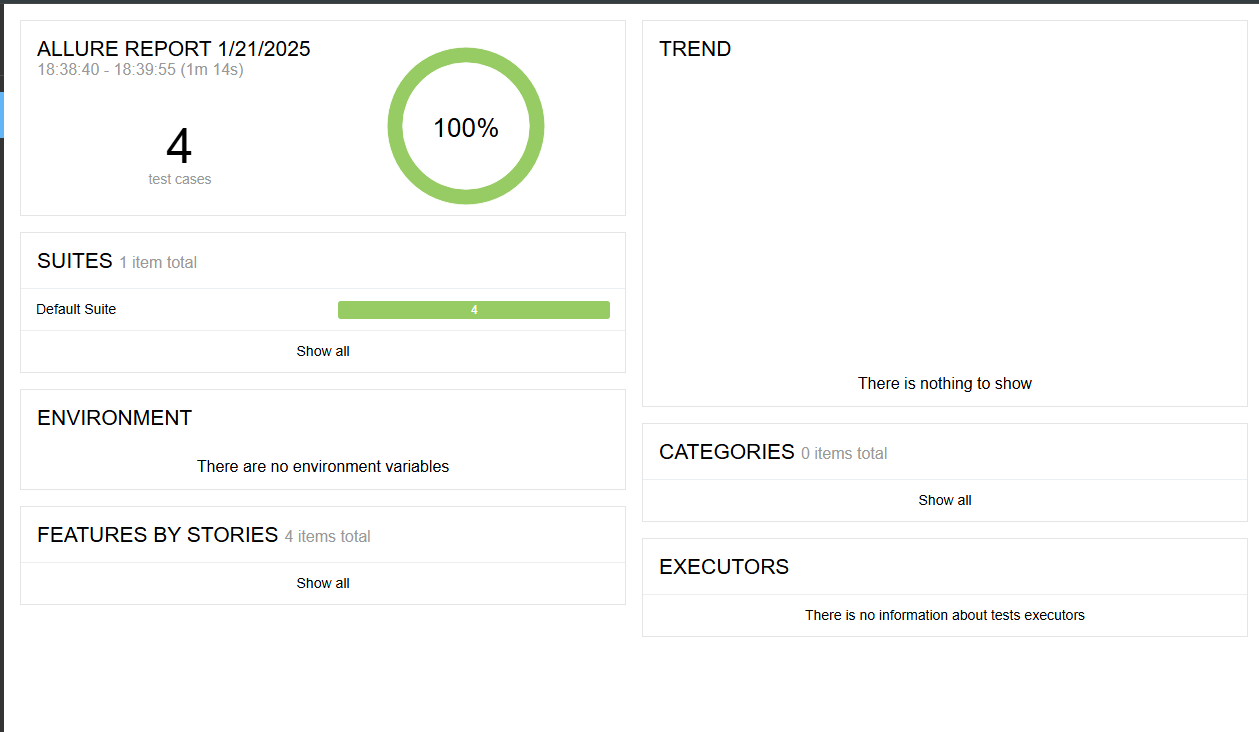 ALLURE REPORT 1/21/2025
18:38:40 - 18:39:55 (1m 14s)
4
test cases
100%
SUITES 1 item total
Default Suite 4
Show all
ENVIRONMENT
There are no environment variables
FEATURES BY STORIES 4 items total
Show all
TREND
There is nothing to show
CATEGORIES 0 items total
Show all
EXECUTORS
There is no information about tests executors